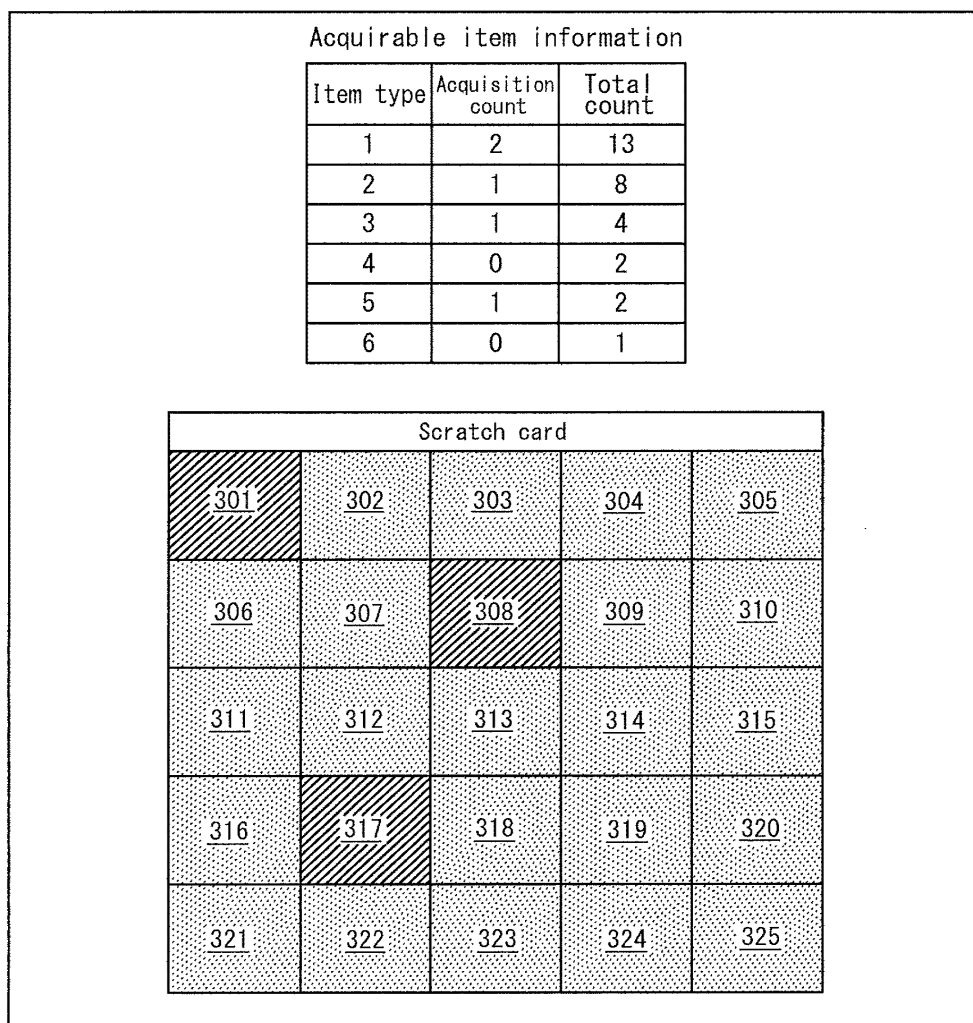 Acquirable item information
Item type Acquisition count Total count
1 2 13
2 1 8
3 1 4
4 0 2
5 1 2
6 0 1
Scratch card
301 302 303 304 305
306 307 308 309 310
311 312 313 314 315
316 317 318 319 320
321 322 323 324 325